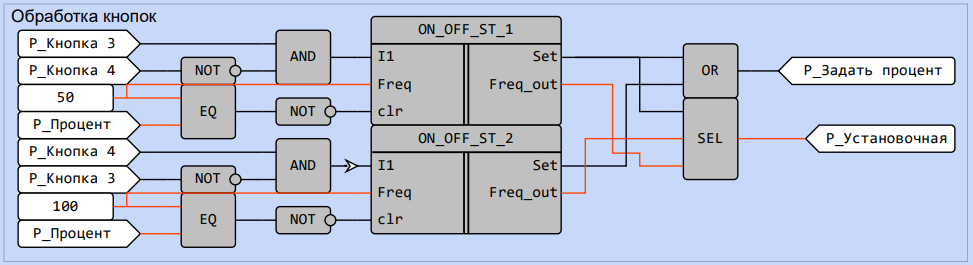 Обработка кнопок
P_Кнопка 3
P_Кнопка 4
50
P_Процент
P_Кнопка 4
P_Кнопка 3
100
P_Процент
NOT
EQ
NOT
EQ
AND
NOT
AND
NOT
ON_OFF_ST_1
I1
Set
Freq
Freq_out
clr
ON_OFF_ST_2
I1
Set
Freq
Freq_out
clr
OR
SEL
P_Задать процент
P_Установочная